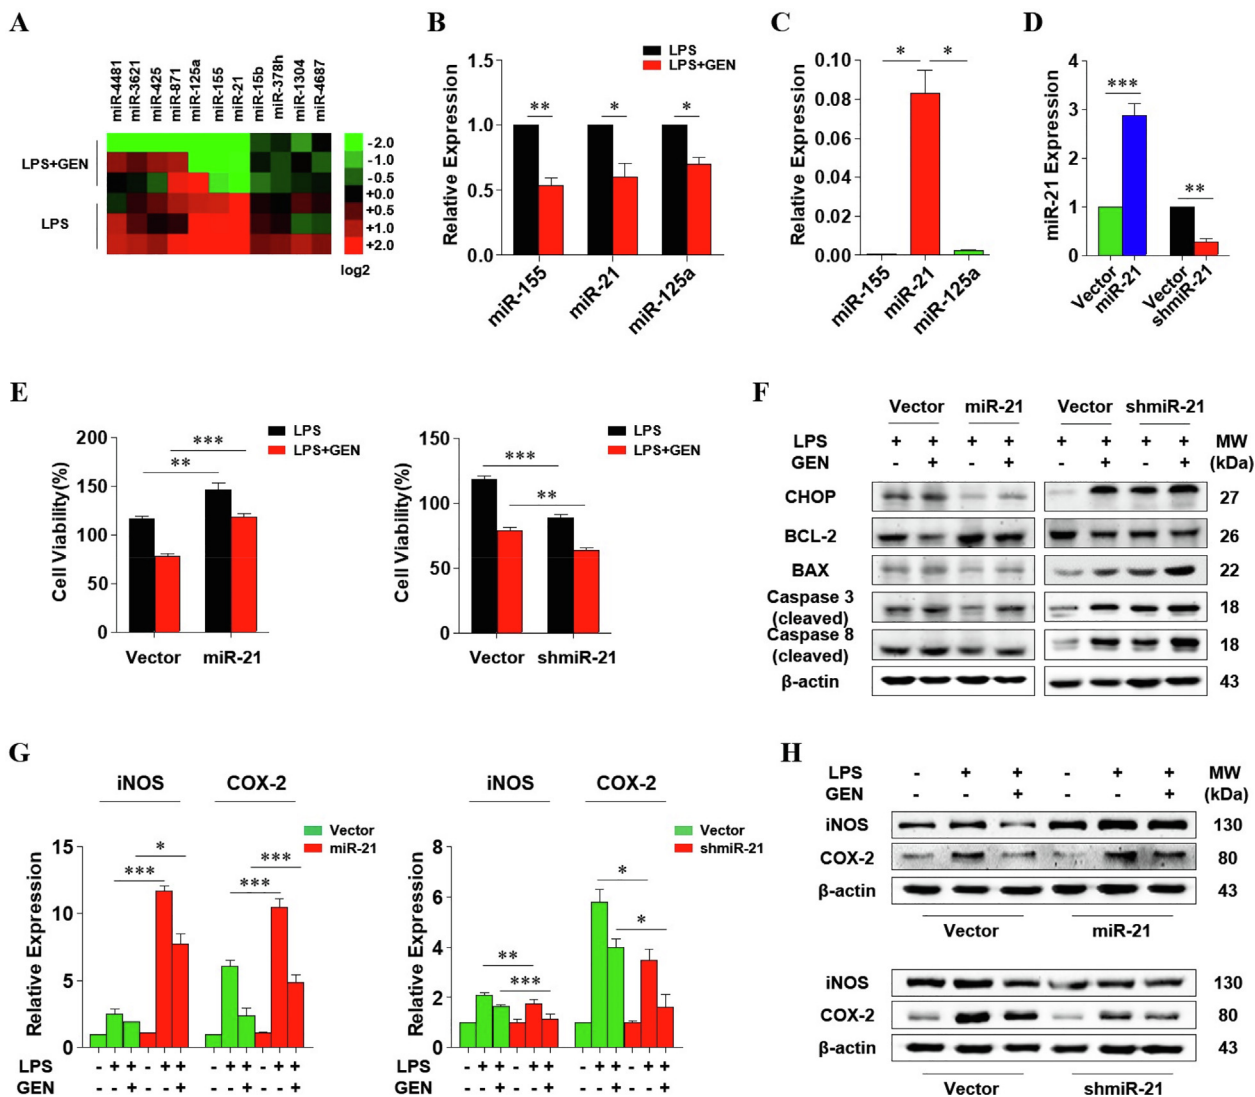 A
miR-4481
miR-3621
miR-425
miR-871
miR-125a
miR-155
miR-21
miR-15b
miR-378h
miR-1304
miR-4687
LPS+GEN
LPS
-2.0
-1.0
-0.5
+0.0
+0.5
+1.0
+2.0
log2
B
LPS
LPS+GEN
Relative Expression
1.5
1.0
0.5
0.0
** * *
miR-155 miR-21 miR-125a
C
Relative Expression
0.10
0.08
0.06
0.04
0.02
0.00
* *
miR-155 miR-21 miR-125a
D
miR-21 Expression
4
3
2
1
0
***
**
Vector miR-21 Vector shmiR-21
E
LPS
LPS+GEN
Cell Viability(%)
200
150
100
50
0
***
**
Vector miR-21
LPS
LPS+GEN
Cell Viability(%)
150
100
50
0
***
**
Vector shmiR-21
F
Vector miR-21 Vector shmiR-21
LPS + + + + + + + + MW
GEN - + - + - + - + (kDa)
CHOP 27
BCL-2 26
BAX 22
Caspase 3
(cleaved) 18
Caspase 8
(cleaved) 18
β-actin 43
G
iNOS COX-2
Vector
miR-21
Relative Expression
15
10
5
0
* ***
*** ***
LPS - + + - + + - + + - + +
GEN - - + - - + - - + - - +
iNOS COX-2
Vector
shmiR-21
Relative Expression
8
6
4
2
0
*
*
**
***
LPS - + + - + + - + + - + +
GEN - - + - - + - - + - - +
H
LPS - + + - + + MW
GEN - - + - - + (kDa)
iNOS 130
COX-2 80
β-actin 43
Vector miR-21
iNOS 130
COX-2 80
β-actin 43
Vector shmiR-21